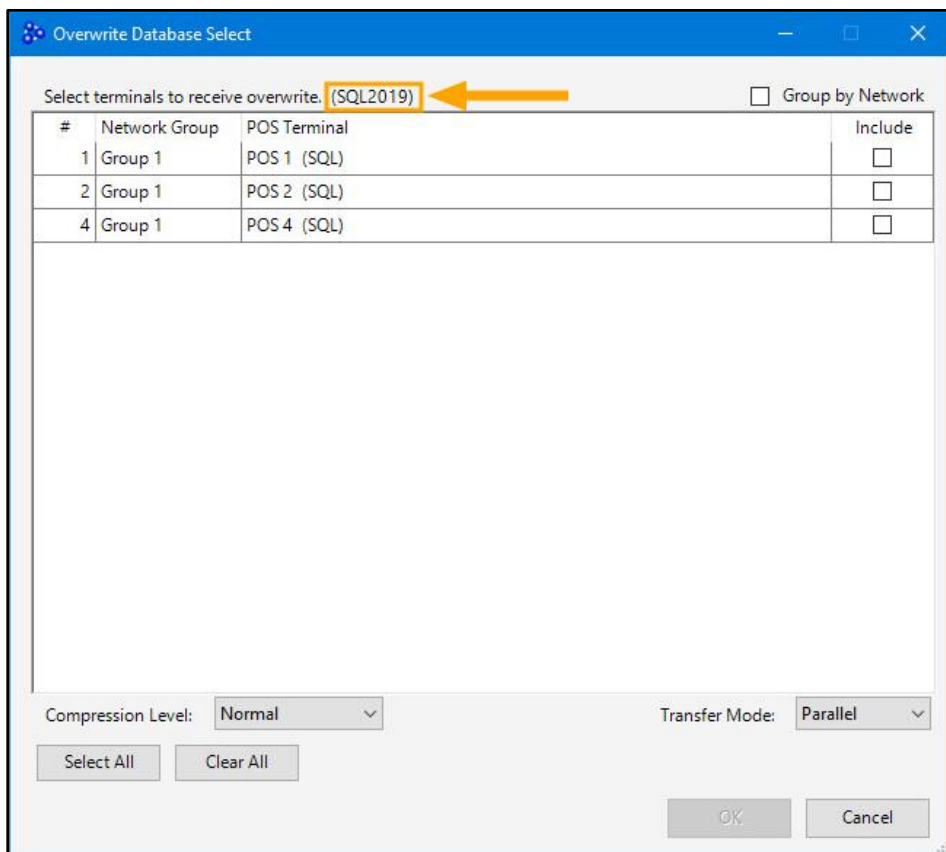 Overwrite Database Select
Select terminals to receive overwrite. (SQL2019) Group by Network
# Network Group POS Terminal Include
1 Group 1 POS 1 (SQL)
2 Group 1 POS 2 (SQL)
4 Group 1 POS 4 (SQL)
Compression Level: Normal Transfer Mode: Parallel
Select All Clear All
OK Cancel